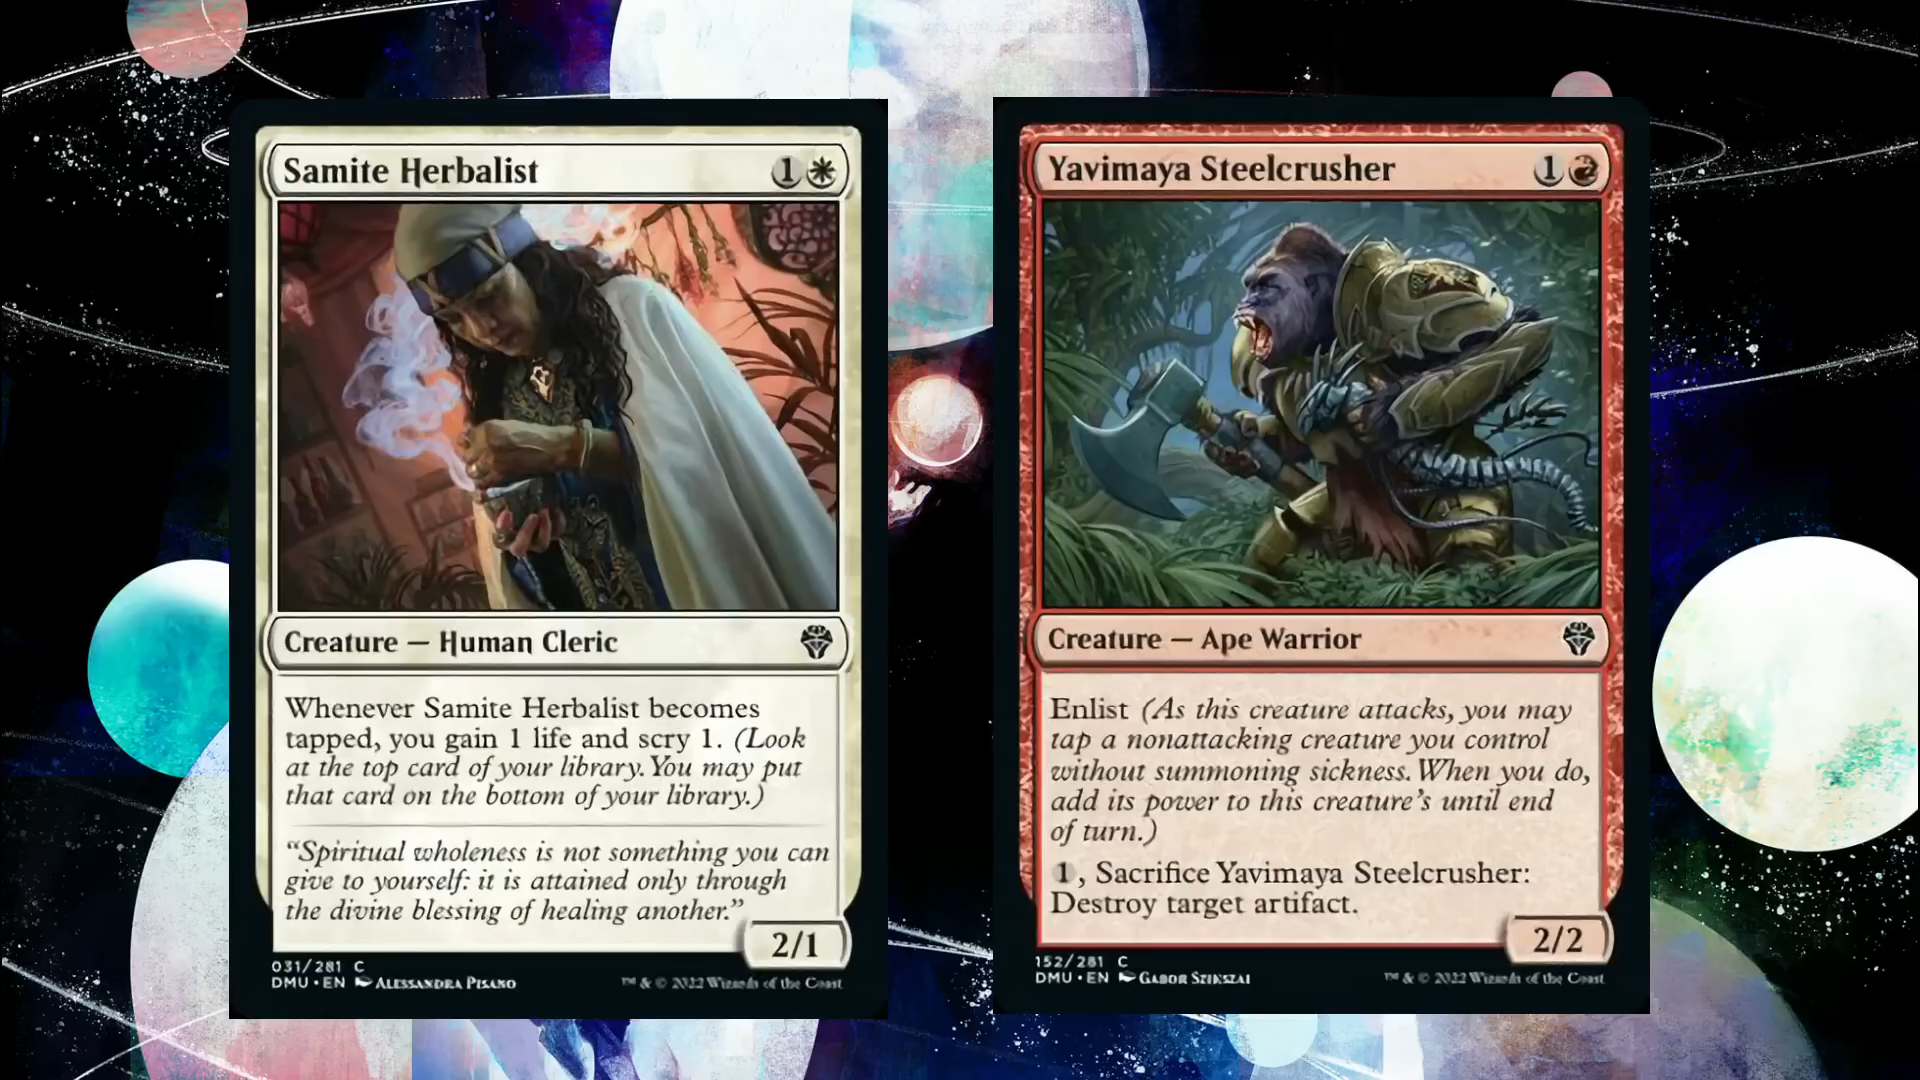 Samite Herbalist 1
Creature — Human Cleric
Whenever Samite Herbalist becomes
tapped, you gain 1 life and scry 1. (Look
at the top card of your library. You may put
that card on the bottom of your library.)
“Spiritual wholeness is not something you can
give to yourself: it is attained only through
the divine blessing of healing another.”
2/1
031/281 C
DMU • EN Alessandra Pisano ™ & © 2022 Wizards of the Coast
Yavimaya Steelcrusher 1
Creature — Ape Warrior
Enlist (As this creature attacks, you may
tap a nonattacking creature you control
without summoning sickness. When you do,
add its power to this creature’s until end
of turn.)
1, Sacrifice Yavimaya Steelcrusher:
Destroy target artifact.
2/2
152/281 C
DMU • EN Gabor Szikszai ™ & © 2022 Wizards of the Coast